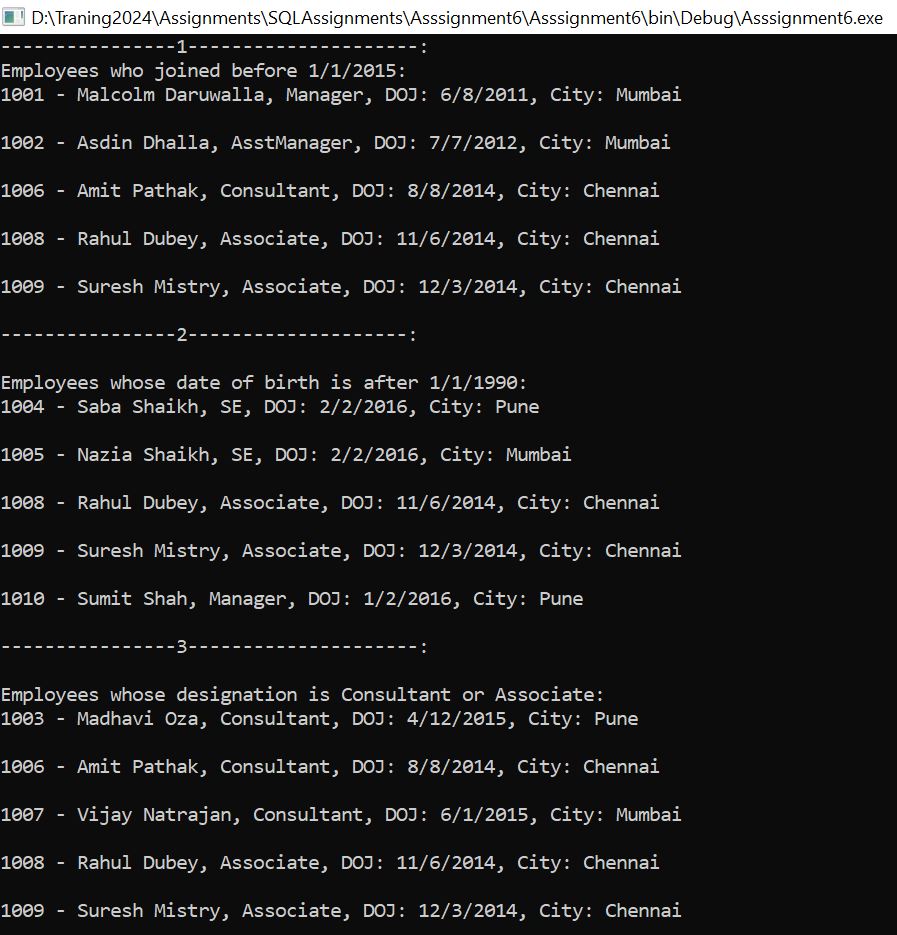 D:\Traning2024\Assignments\SQLAssignments\Asssignment6\Asssignment6\bin\Debug\Asssignment6.exe
----------------1---------------------:
Employees who joined before 1/1/2015:
1001 - Malcolm Daruwalla, Manager, DOJ: 6/8/2011, City: Mumbai
1002 - Asdin Dhalla, AsstManager, DOJ: 7/7/2012, City: Mumbai
1006 - Amit Pathak, Consultant, DOJ: 8/8/2014, City: Chennai
1008 - Rahul Dubey, Associate, DOJ: 11/6/2014, City: Chennai
1009 - Suresh Mistry, Associate, DOJ: 12/3/2014, City: Chennai
----------------2--------------------:
Employees whose date of birth is after 1/1/1990:
1004 - Saba Shaikh, SE, DOJ: 2/2/2016, City: Pune
1005 - Nazia Shaikh, SE, DOJ: 2/2/2016, City: Mumbai
1008 - Rahul Dubey, Associate, DOJ: 11/6/2014, City: Chennai
1009 - Suresh Mistry, Associate, DOJ: 12/3/2014, City: Chennai
1010 - Sumit Shah, Manager, DOJ: 1/2/2016, City: Pune
----------------3---------------------:
Employees whose designation is Consultant or Associate:
1003 - Madhavi Oza, Consultant, DOJ: 4/12/2015, City: Pune
1006 - Amit Pathak, Consultant, DOJ: 8/8/2014, City: Chennai
1007 - Vijay Natrajan, Consultant, DOJ: 6/1/2015, City: Mumbai
1008 - Rahul Dubey, Associate, DOJ: 11/6/2014, City: Chennai
1009 - Suresh Mistry, Associate, DOJ: 12/3/2014, City: Chennai